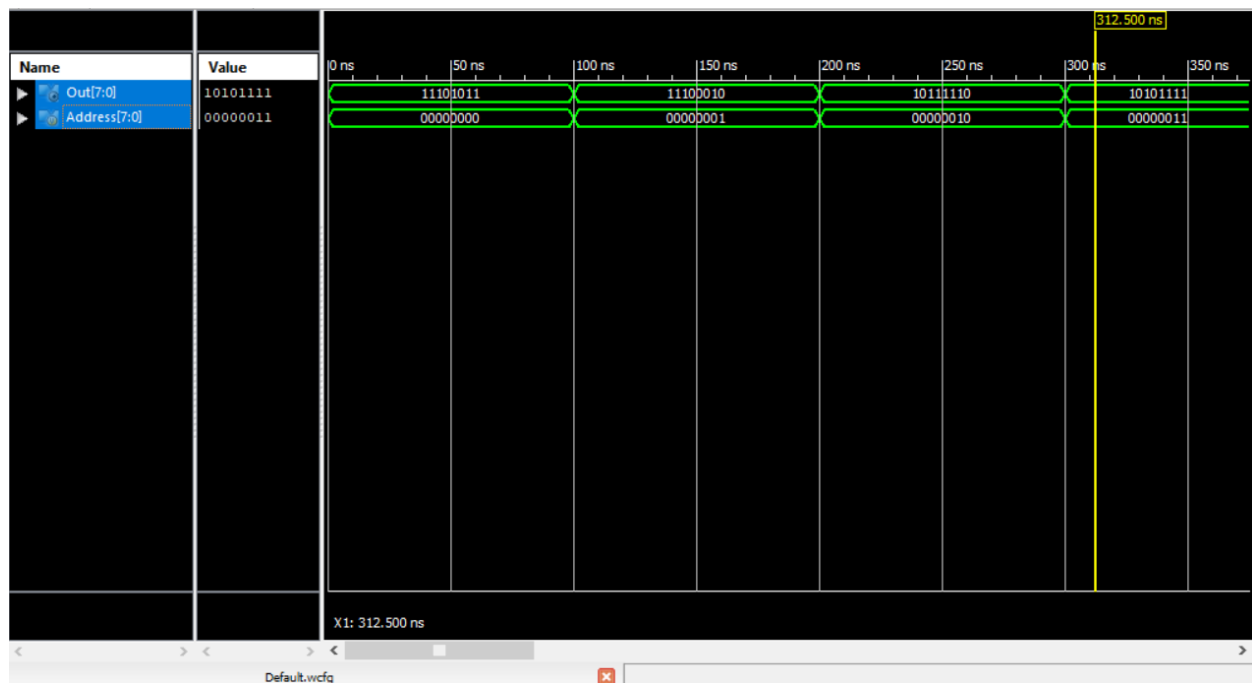 312.500 ns
Name Value 0 ns 50 ns 100 ns 150 ns 200 ns 250 ns 300 ns 350 ns
Out[7:0] 10101111 11101011 11100010 10111110 10101111
Address[7:0] 00000011 00000000 00000001 00000010 00000011
X1: 312.500 ns
Default.wcfg